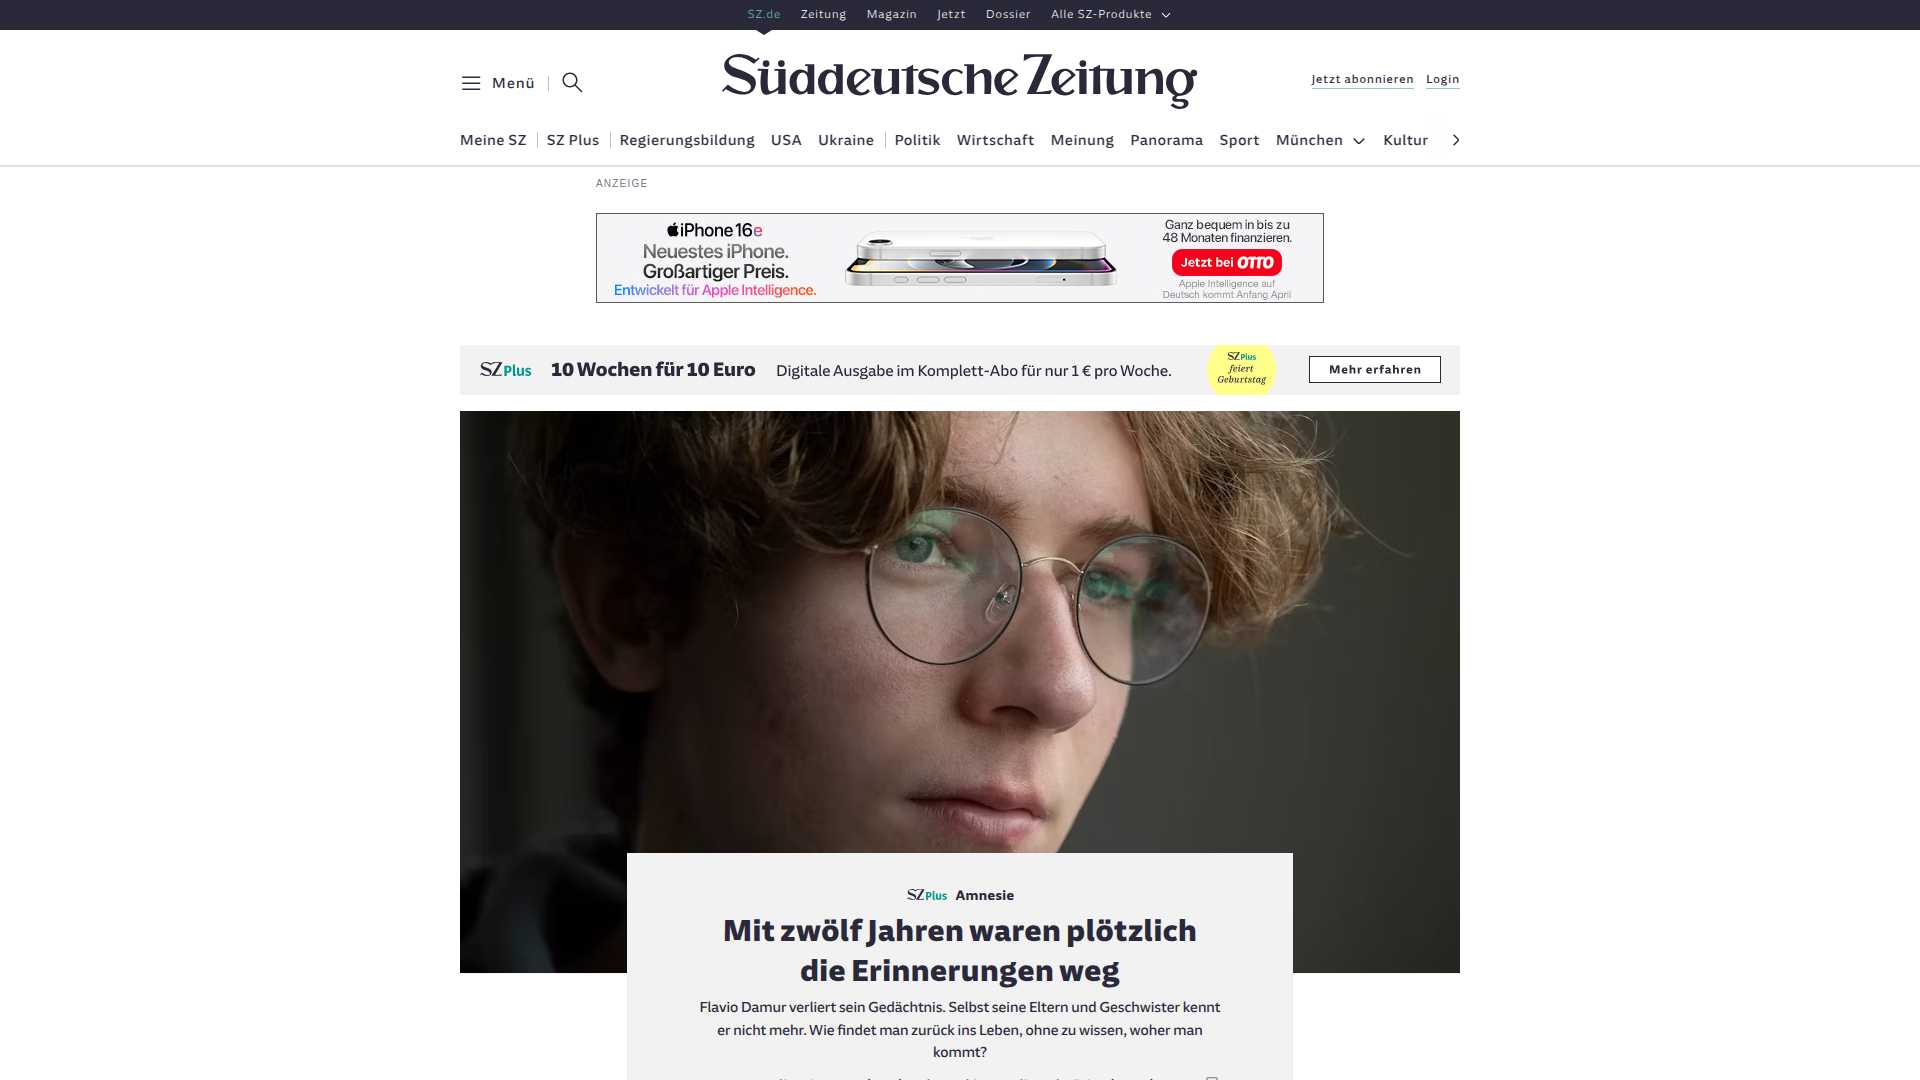 SZ.de Zeitung Magazin Jetzt Dossier Alle SZ-Produkte
Menü
Süddeutsche Zeitung
Jetzt abonnieren Login
Meine SZ SZ Plus Regierungsbildung USA Ukraine Politik Wirtschaft Meinung Panorama Sport München Kultur
ANZEIGE
iPhone 16e
Neuestes iPhone.
Großartiger Preis.
Entwickelt für Apple Intelligence.
Ganz bequem in bis zu
48 Monaten finanzieren.
Jetzt bei OTTO
Apple Intelligence auf
Deutsch kommt Anfang April
SZ Plus 10 Wochen für 10 Euro Digitale Ausgabe im Komplett-Abo für nur 1 € pro Woche.
SZ Plus
feiert
Geburtstag
Mehr erfahren
SZ Plus Amnesie
Mit zwölf Jahren waren plötzlich
die Erinnerungen weg
Flavio Damur verliert sein Gedächtnis. Selbst seine Eltern und Geschwister kennt
er nicht mehr. Wie findet man zurück ins Leben, ohne zu wissen, woher man
kommt?